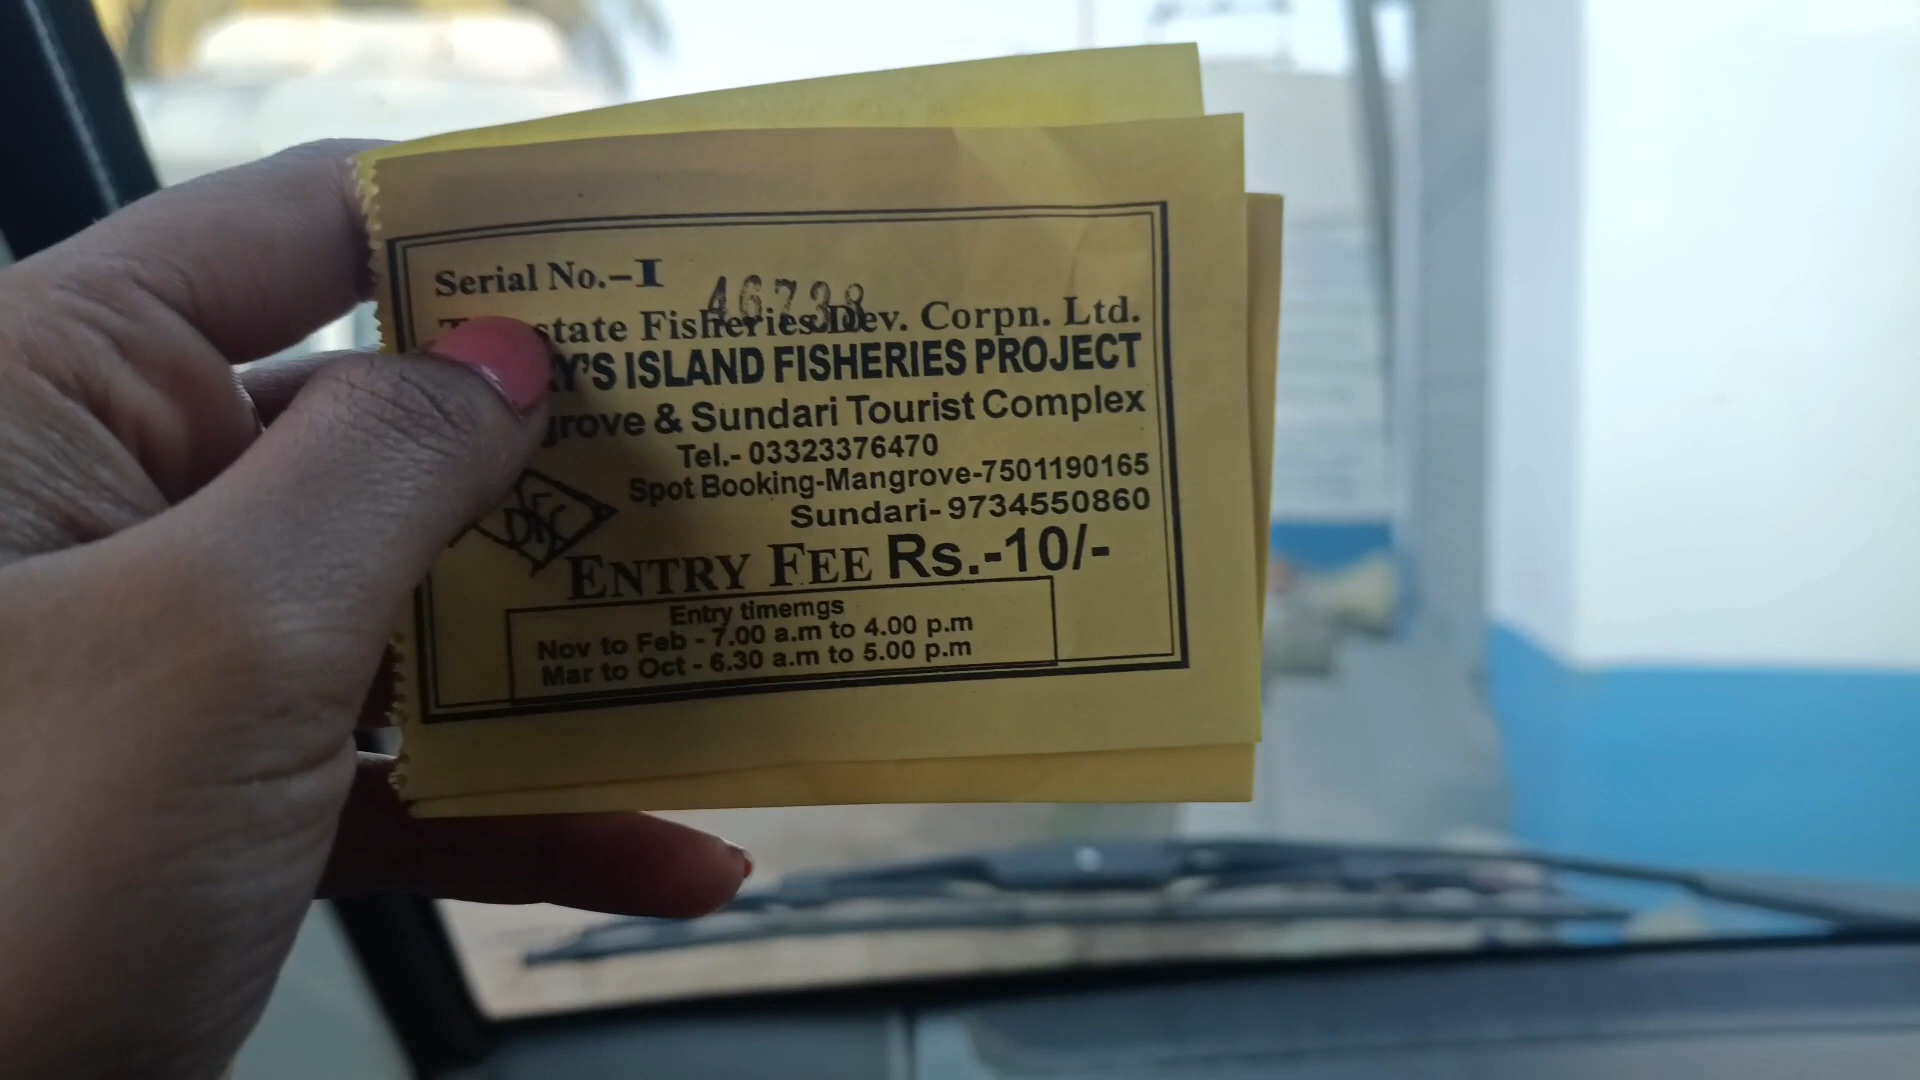 Serial No.-I 46738
state Fisheries Dev. Corpn. Ltd.
Y'S ISLAND FISHERIES PROJECT
grove & Sundari Tourist Complex
Tel.- 03323376470
Spot Booking-Mangrove-7501190165
Sundari- 9734550860
ENTRY FEE Rs.-10/-
Entry timemgs
Nov to Feb - 7.00 a.m to 4.00 p.m
Mar to Oct - 6.30 a.m to 5.00 p.m